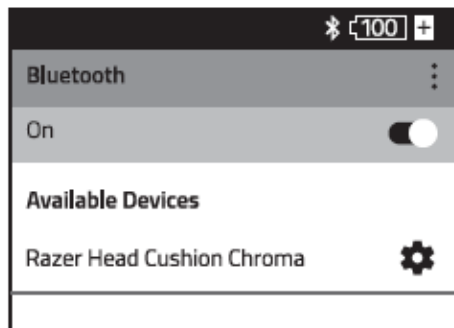 100 +
Bluetooth
On
Available Devices
Razer Head Cushion Chroma